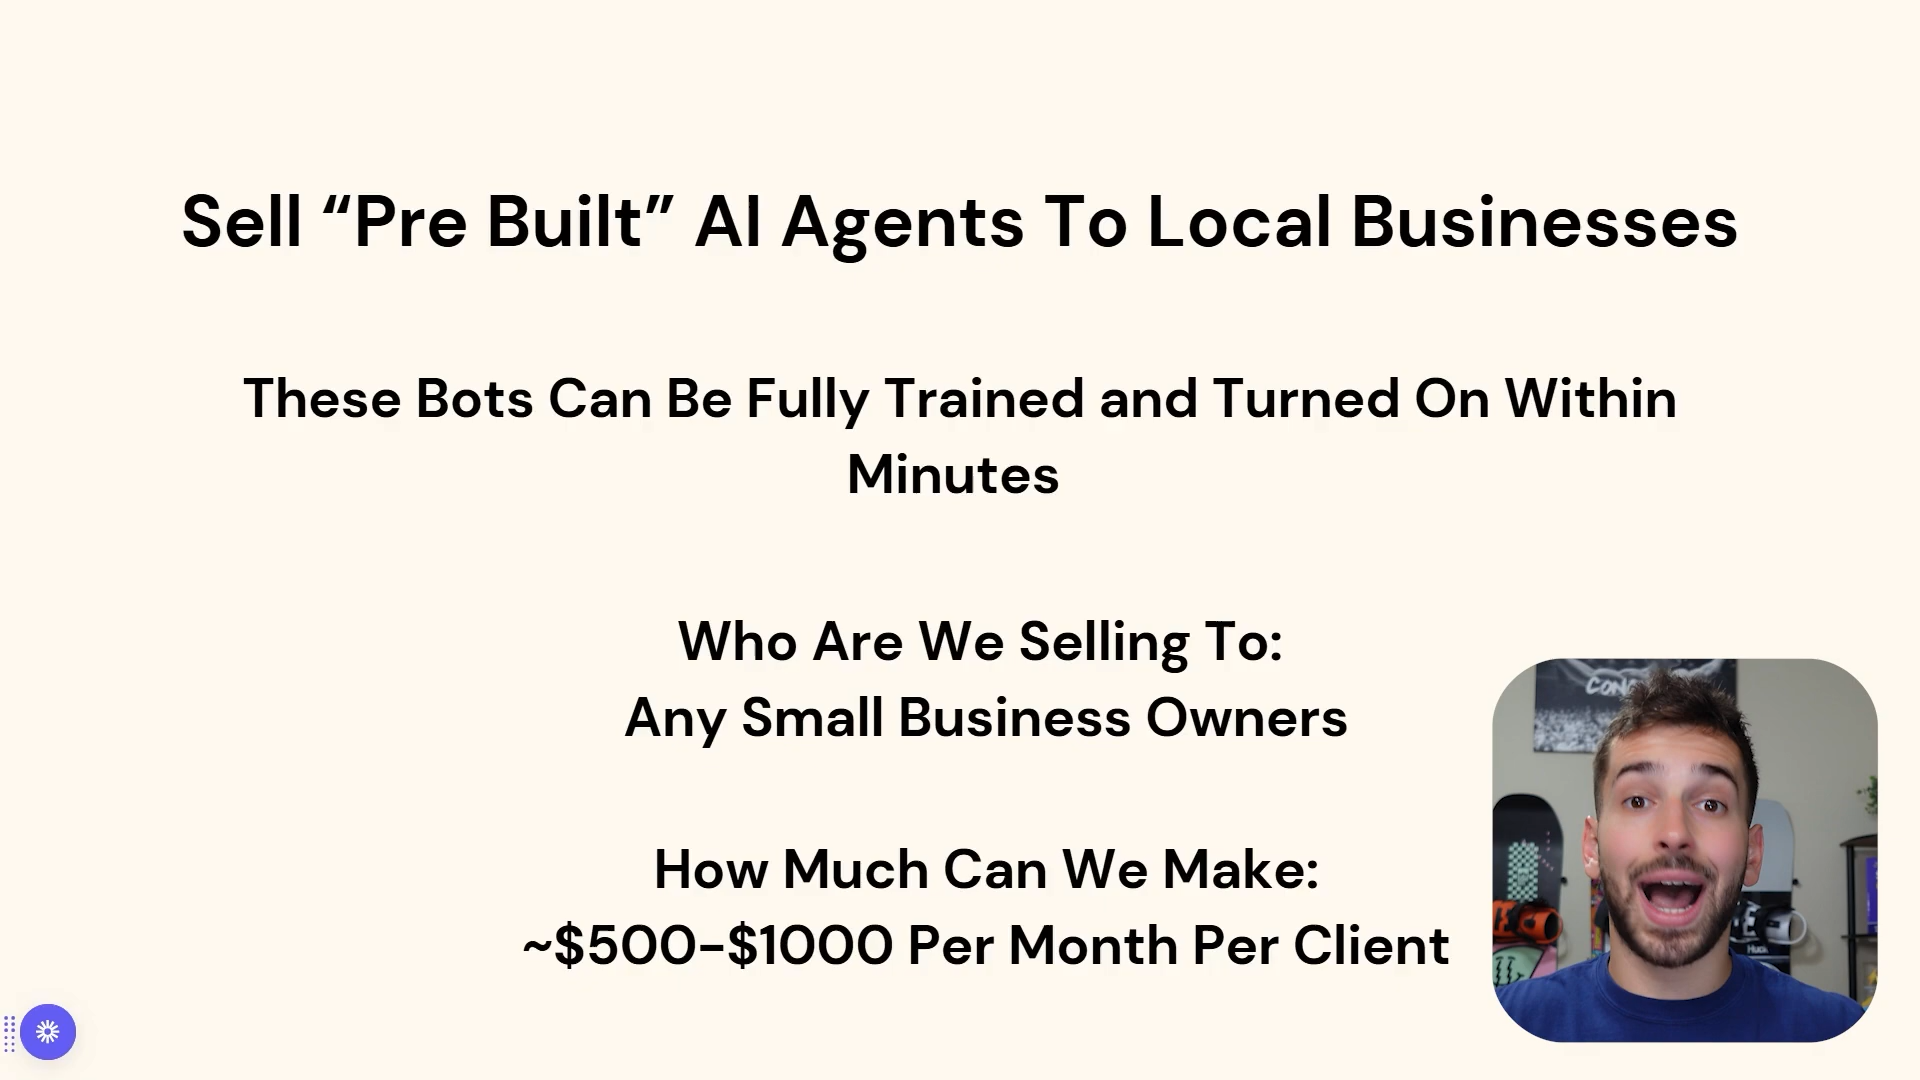 Sell “Pre Built” AI Agents To Local Businesses
These Bots Can Be Fully Trained and Turned On Within
Minutes
Who Are We Selling To:
Any Small Business Owners
How Much Can We Make:
~$500-$1000 Per Month Per Client